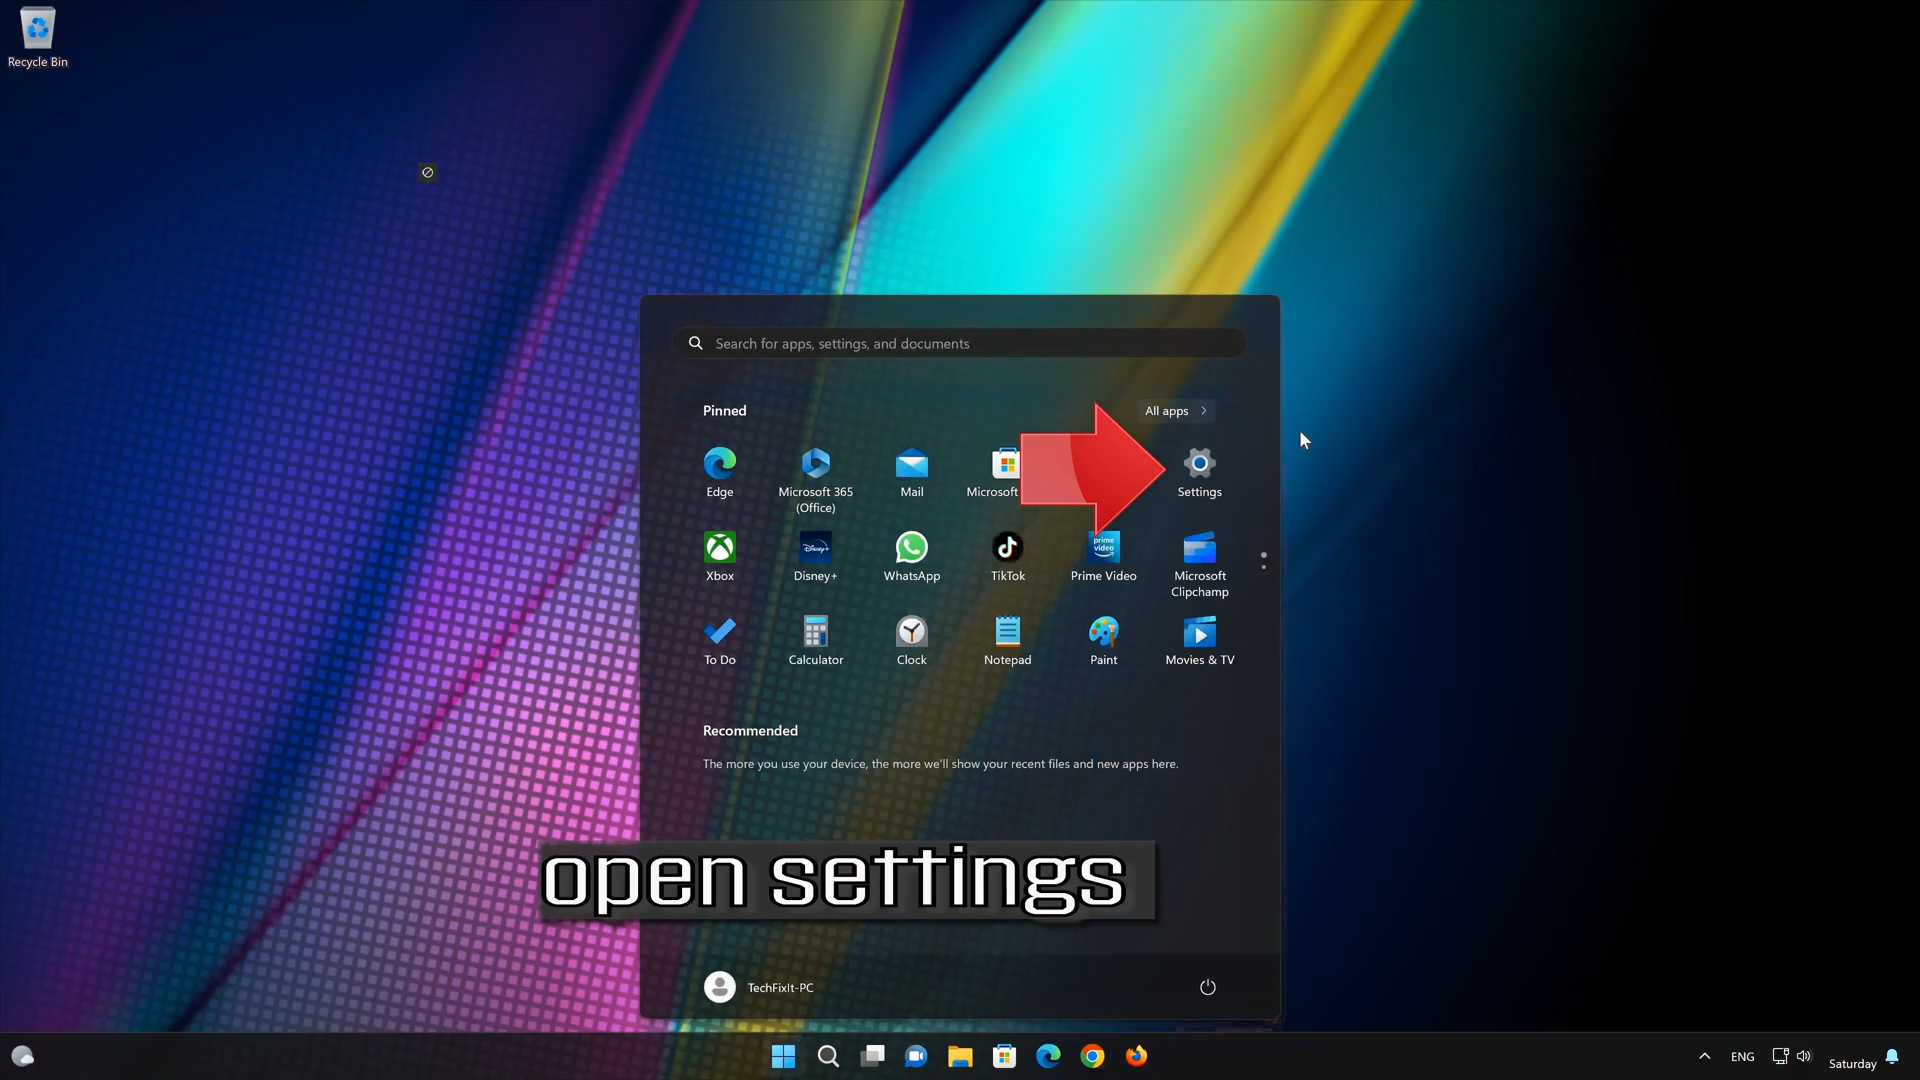 Recycle Bin
Search for apps, settings, and documents
Pinned
All apps
Edge
Microsoft 365
(Office)
Mail
Microsoft
Settings
Xbox
Disney+
Disney+
WhatsApp
TikTok
prime
video
Prime Video
Microsoft
Clipchamp
To Do
Calculator
Clock
Notepad
Paint
Movies & TV
Recommended
The more you use your device, the more we'll show your recent files and new apps here.
open settings
TechFixIt-PC
ENG
Saturday